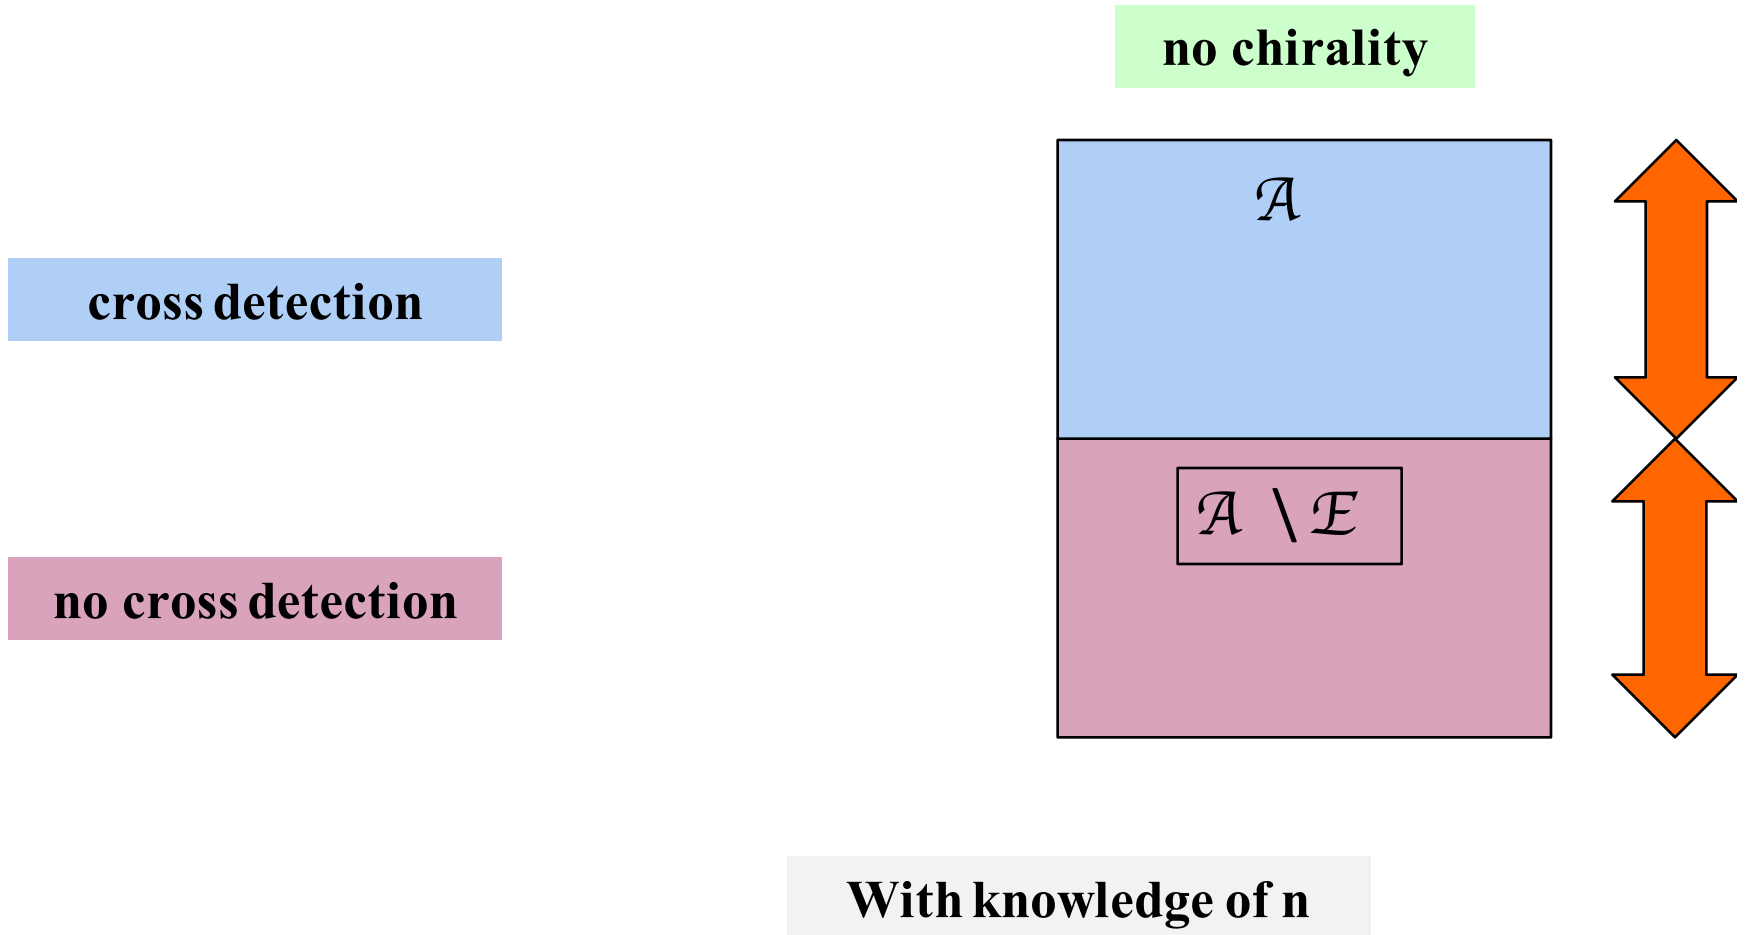 no chirality
𝒜
cross detection
𝒜 \ ℰ
no cross detection
With knowledge of n